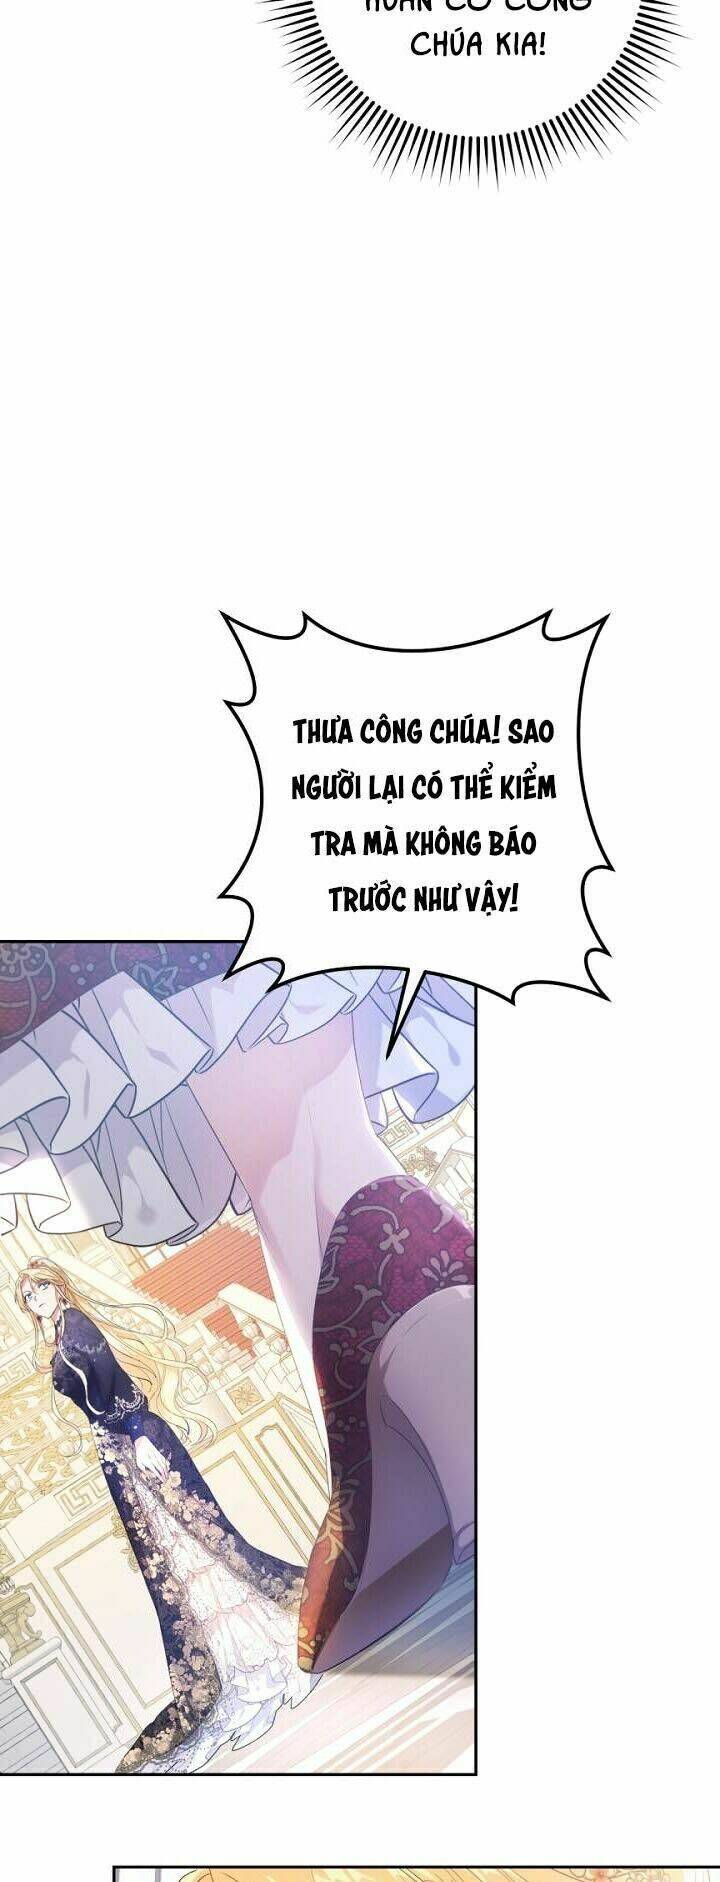 CHÚA KIA!
THƯA CÔNG CHÚA! SAO
NGƯỜI LẠI CÓ THỂ KIỂM
TRA MÀ KHÔNG BÁO
TRƯỚC NHƯ VẬY!